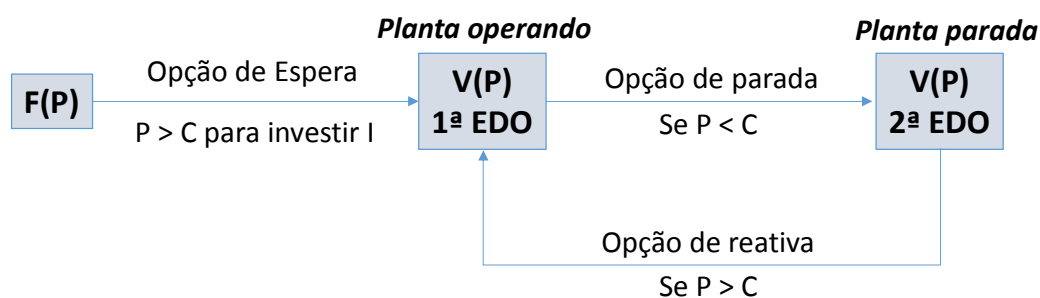 Planta operando
Planta parada
F(P)
Opção de Espera
P > C para investir I
V(P)
1ª EDO
Opção de parada
Se P < C
V(P)
2ª EDO
Opção de reativa
Se P > C